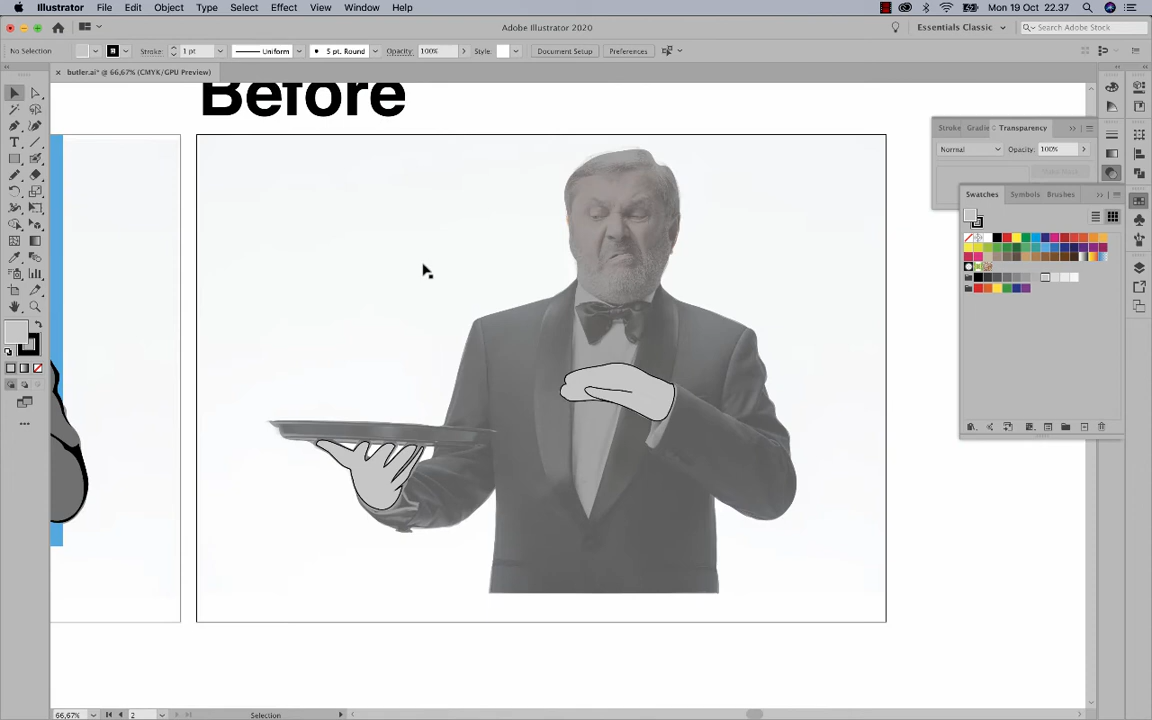 Illustrator File Edit Object Type Select Effect View Window Help Mon 19 Oct 22.37
Adobe Illustrator 2020 Essentials Classic Search Adobe Stock
No Selection Stroke: 1 pt Uniform 5 pt. Round Opacity: 100% Style: Document Setup Preferences
× butler.ai* @ 66,67% (CMYK/GPU Preview)
Before
Stroke Gradie Transparency
Normal Opacity: 100%
Swatches Symbols Brushes
66,67% 2 Selection